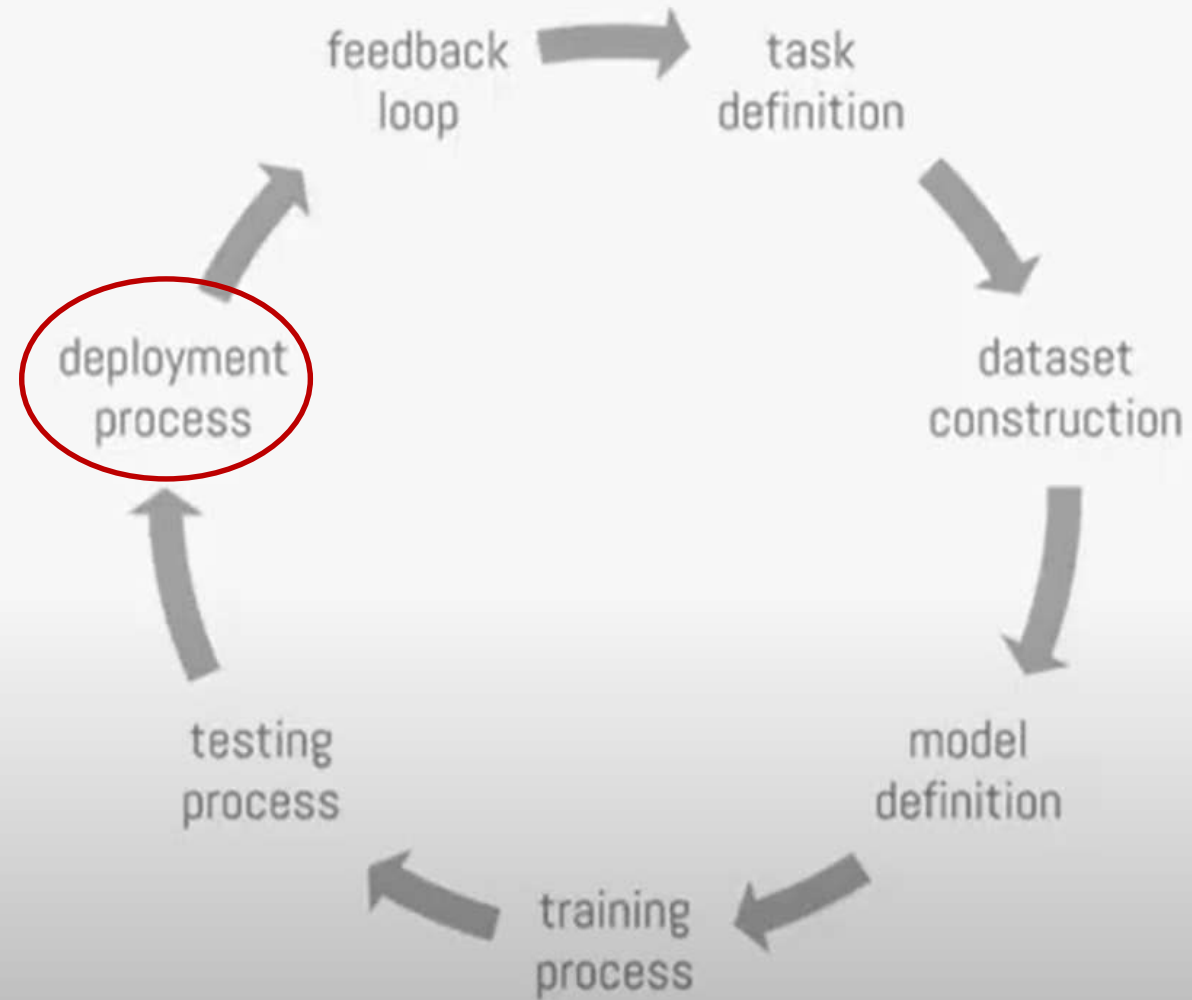 feedback
loop
task
definition
dataset
construction
model
definition
training
process
testing
process
deployment
process